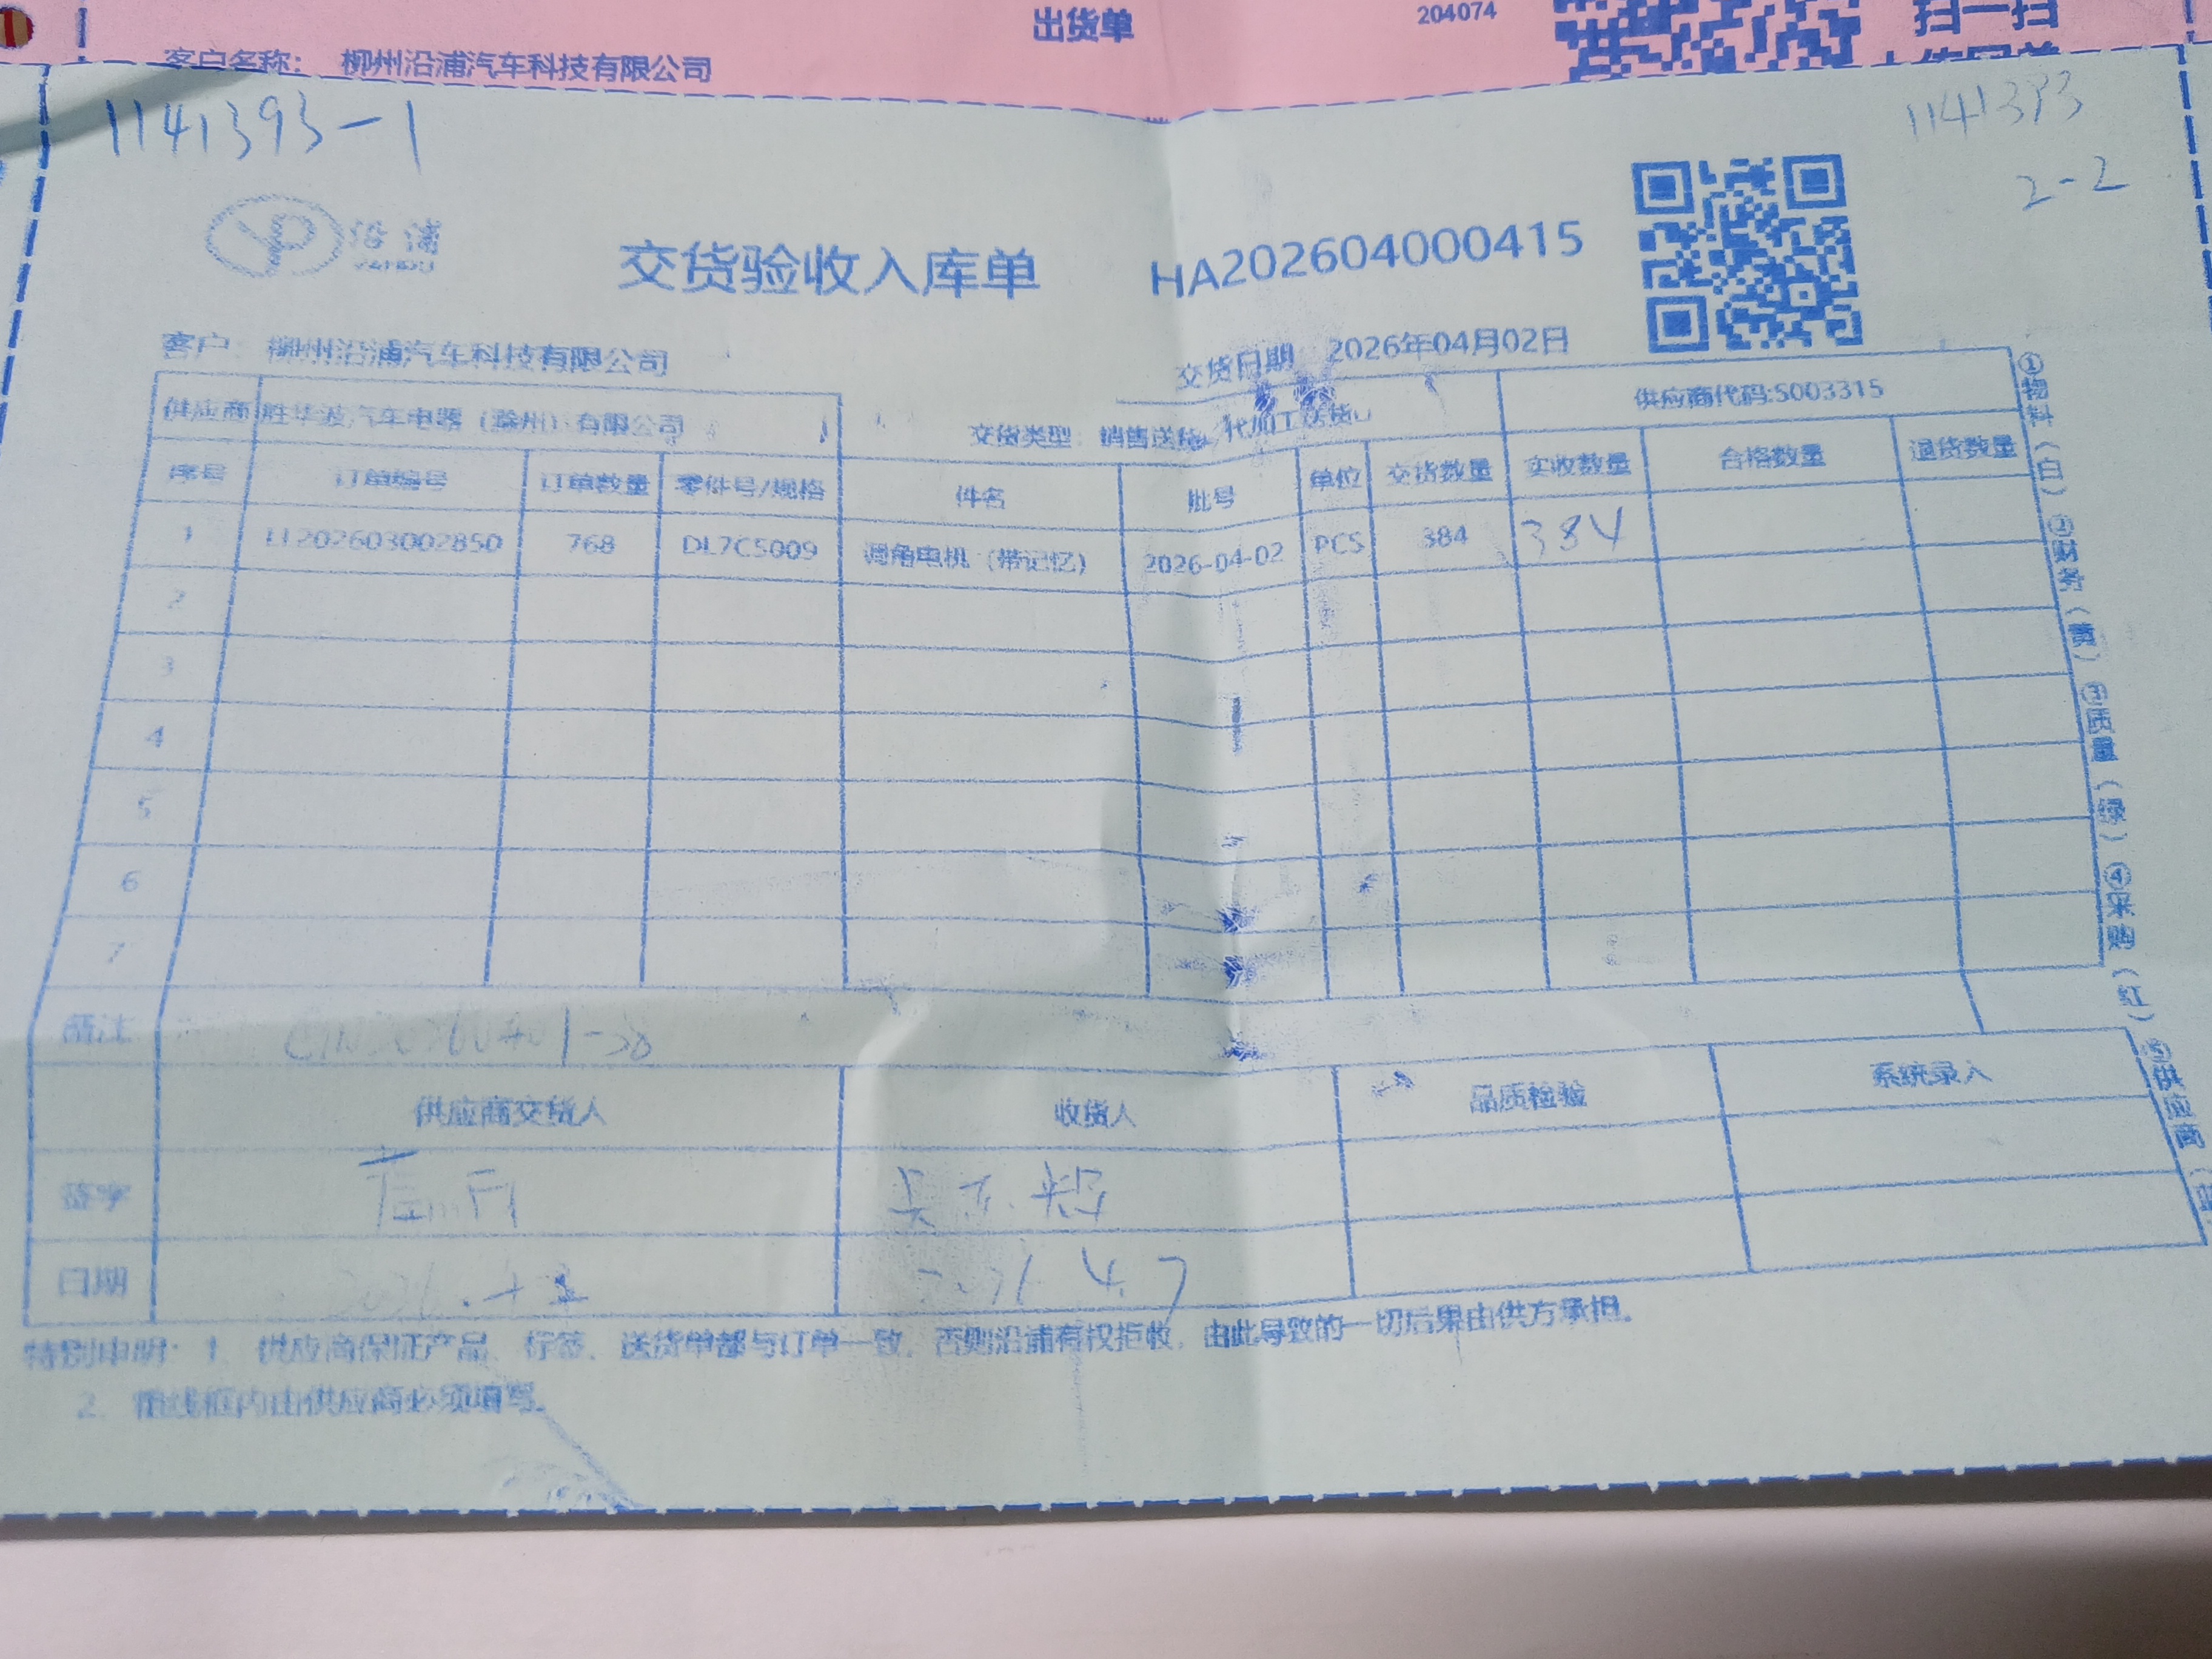 出货单
204074
扫一扫
客户名称： 柳州沿浦汽车科技有限公司
1141393-1
1141393
2-2
沿浦
YANPU
交货验收入库单 HA202604000415
客户： 柳州沿浦汽车科技有限公司 交货日期 2026年04月02日
供应商 胜华波汽车电器（滁州）有限公司 交货类型： 销售送货 代加工送货 供应商代码:S003315
序号 订单编号 订单数量 零件号/规格 件名 批号 单位 交货数量 实收数量 合格数量 退货数量
1 LL202603002850 768 DL7C5009 调角电机（带记忆） 2026-04-02 PCS 384 384
2
3
4
5
6
7
备注
供应商交货人 收货人 品质检验 系统录入
签字
日期 4.7
特别申明： 1、供应商保证产品、标签、送货单都与订单一致，否则沿浦有权拒收，由此导致的一切后果由供方承担。
2、粗线框内由供应商必须填写。
①物料（白）②财务（黄）③质量（绿）④采购（红）⑤供应商